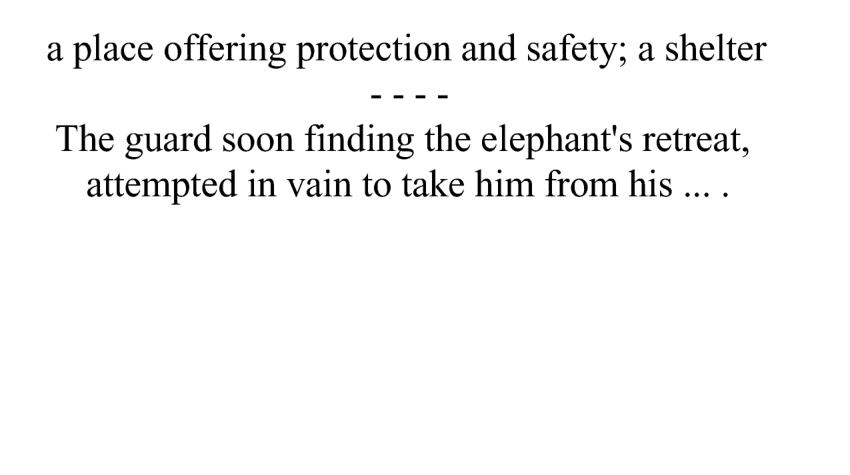 a place offering protection and safety; a shelter
- - - -
The guard soon finding the elephant's retreat,
attempted in vain to take him from his ... .